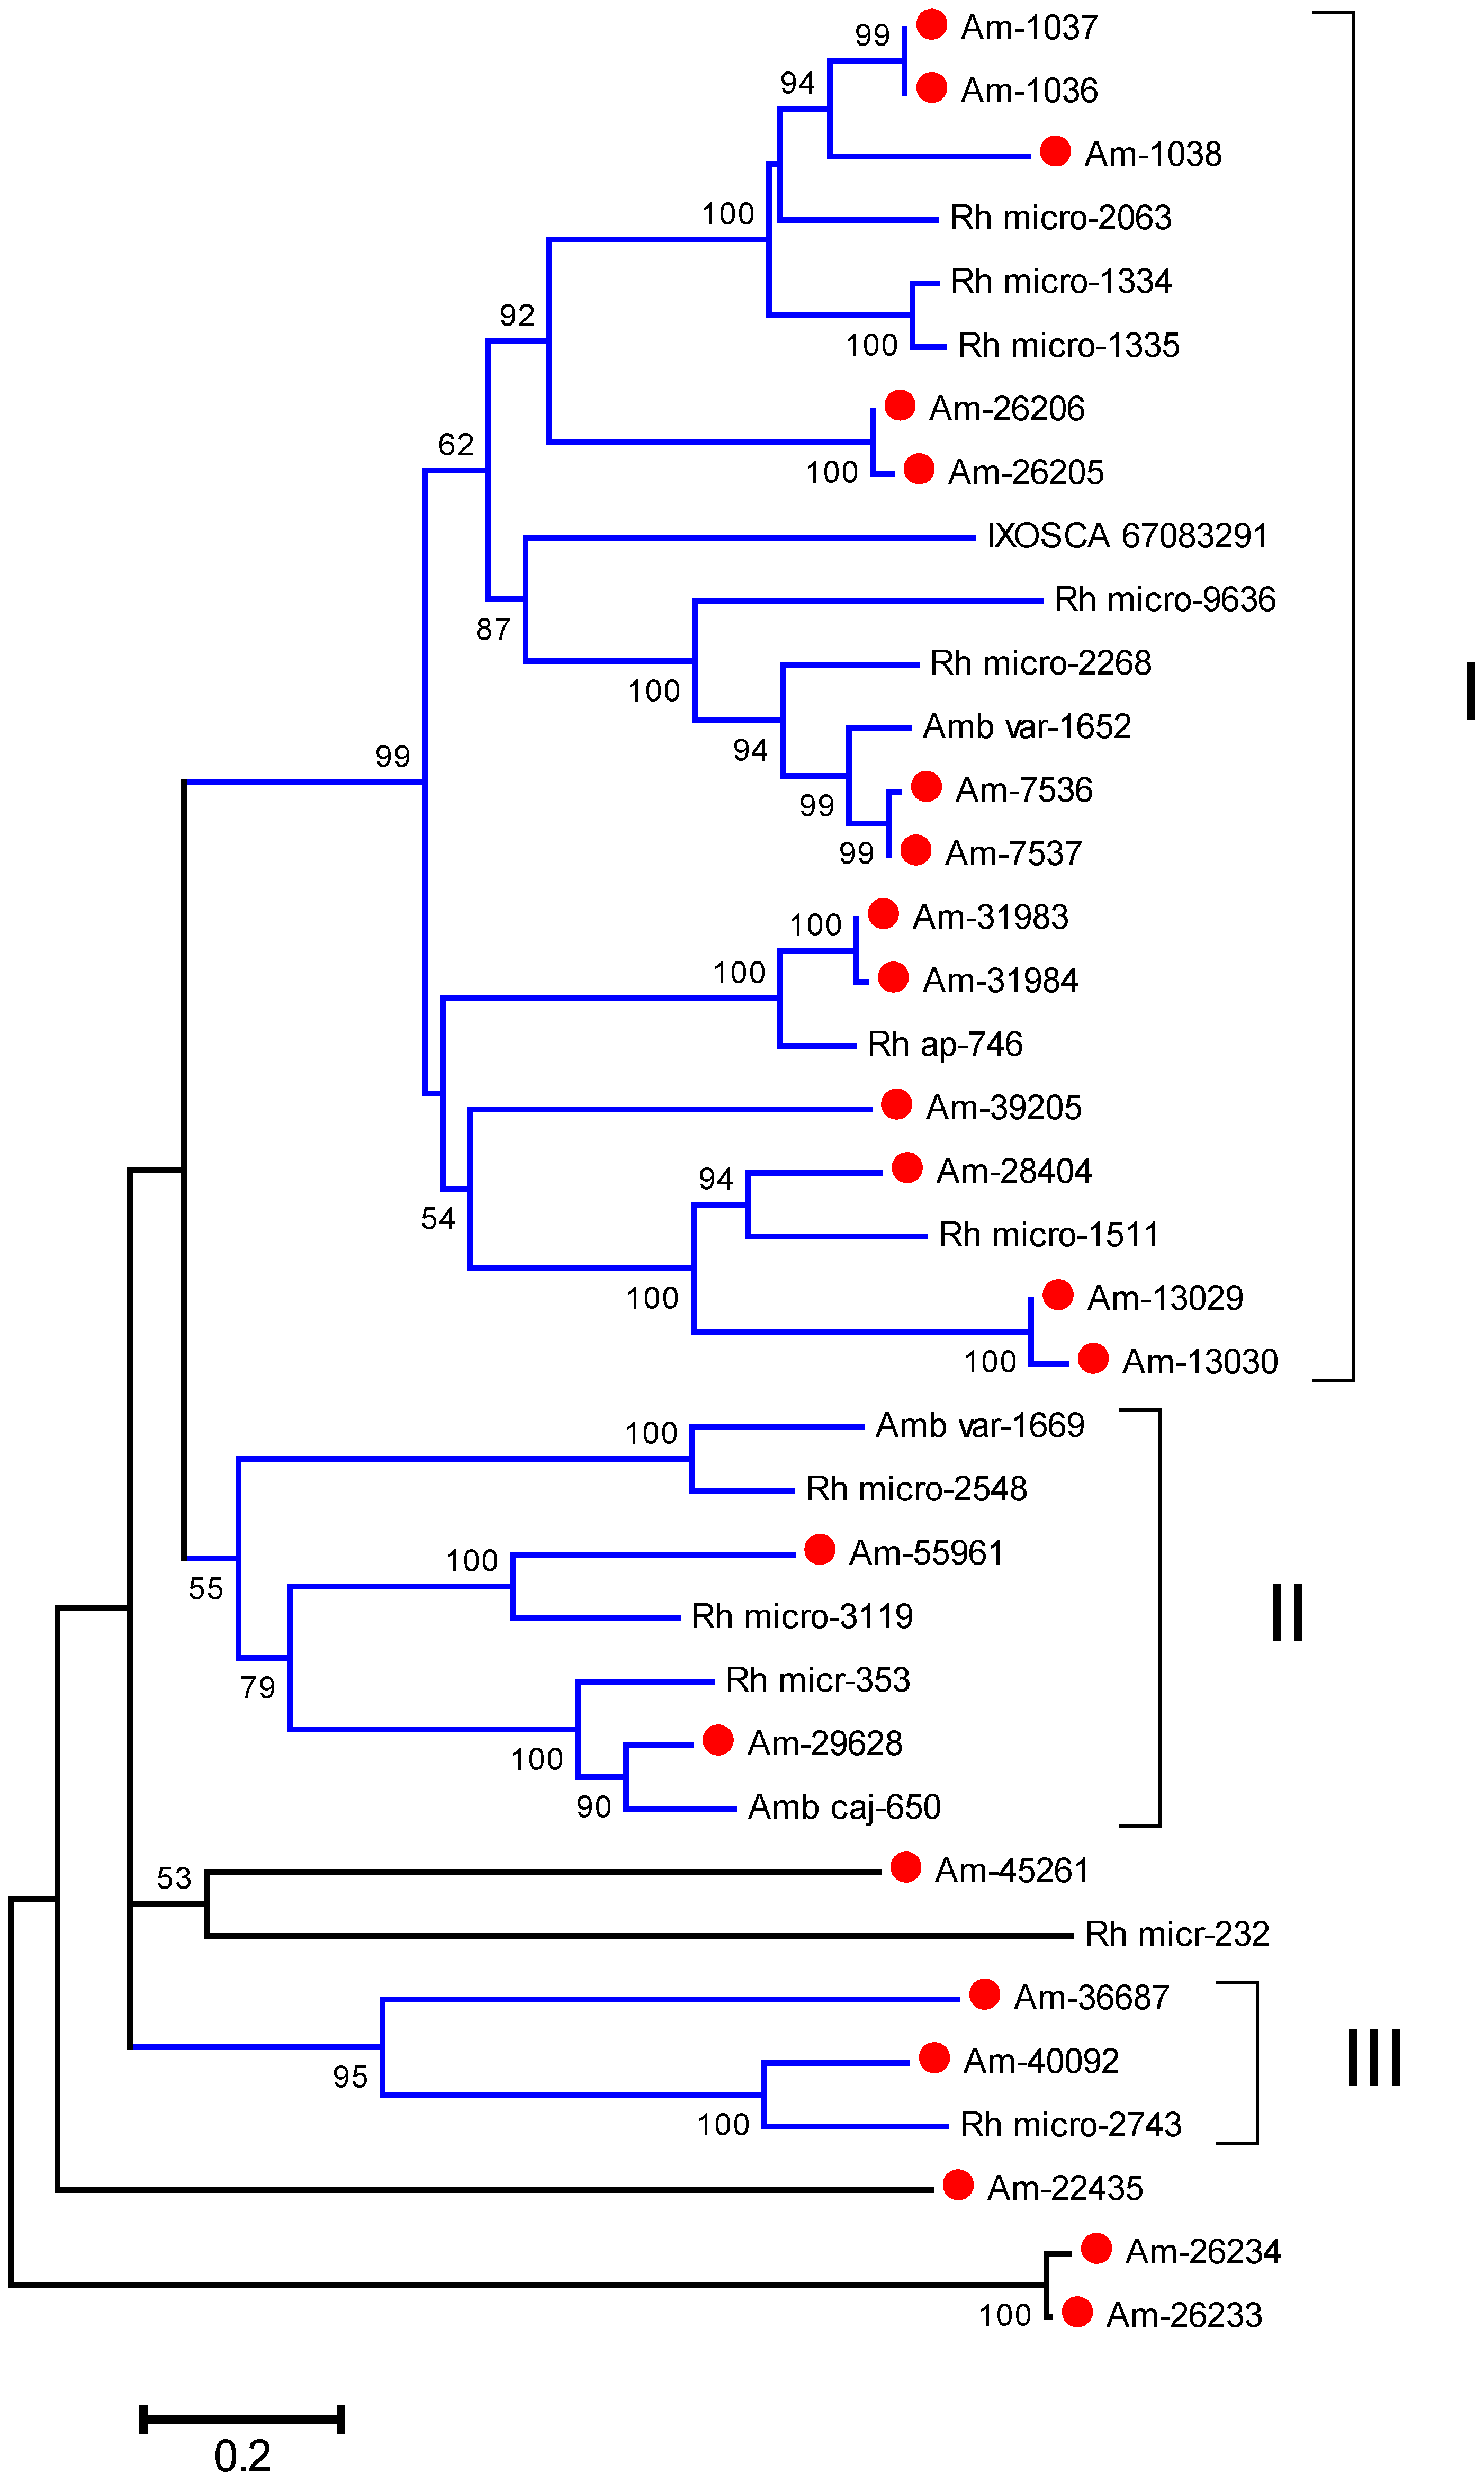 99
Am-1037
Am-1036
94
Am-1038
100
Rh micro-2063
Rh micro-1334
100
Rh micro-1335
92
Am-26206
100
Am-26205
62
IXOSCA 67083291
87
Rh micro-9636
100
Rh micro-2268
I
94
Amb var-1652
99
99
Am-7536
99
Am-7537
100
Am-31983
100
Am-31984
Rh ap-746
Am-39205
94
Am-28404
54
Rh micro-1511
100
Am-13029
100
Am-13030
100
Amb var-1669
Rh micro-2548
100
Am-55961
55
Rh micro-3119
II
79
Rh micr-353
100
Am-29628
90
Amb caj-650
53
Am-45261
Rh micr-232
Am-36687
95
Am-40092
III
100
Rh micro-2743
Am-22435
Am-26234
100
Am-26233
0.2